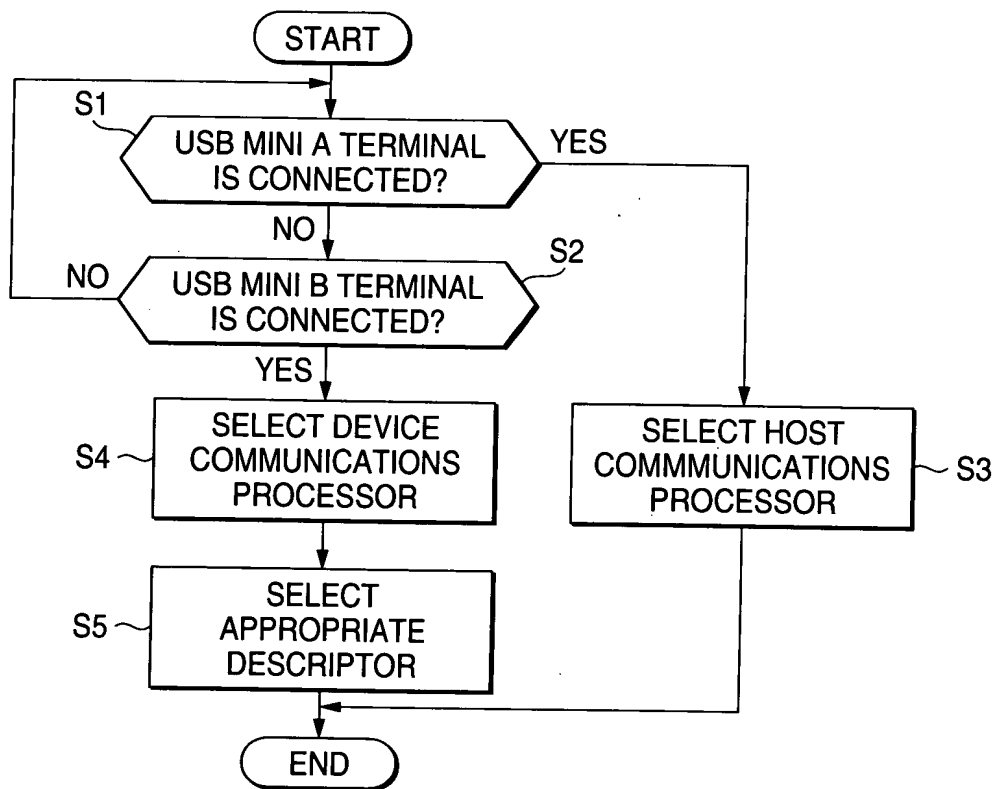 START
S1
USB MINI A TERMINAL
IS CONNECTED?
YES
NO
S2
NO
USB MINI B TERMINAL
IS CONNECTED?
YES
S4
SELECT DEVICE
COMMUNICATIONS
PROCESSOR
SELECT HOST
COMMMUNICATIONS
PROCESSOR
S3
S5
SELECT
APPROPRIATE
DESCRIPTOR
END